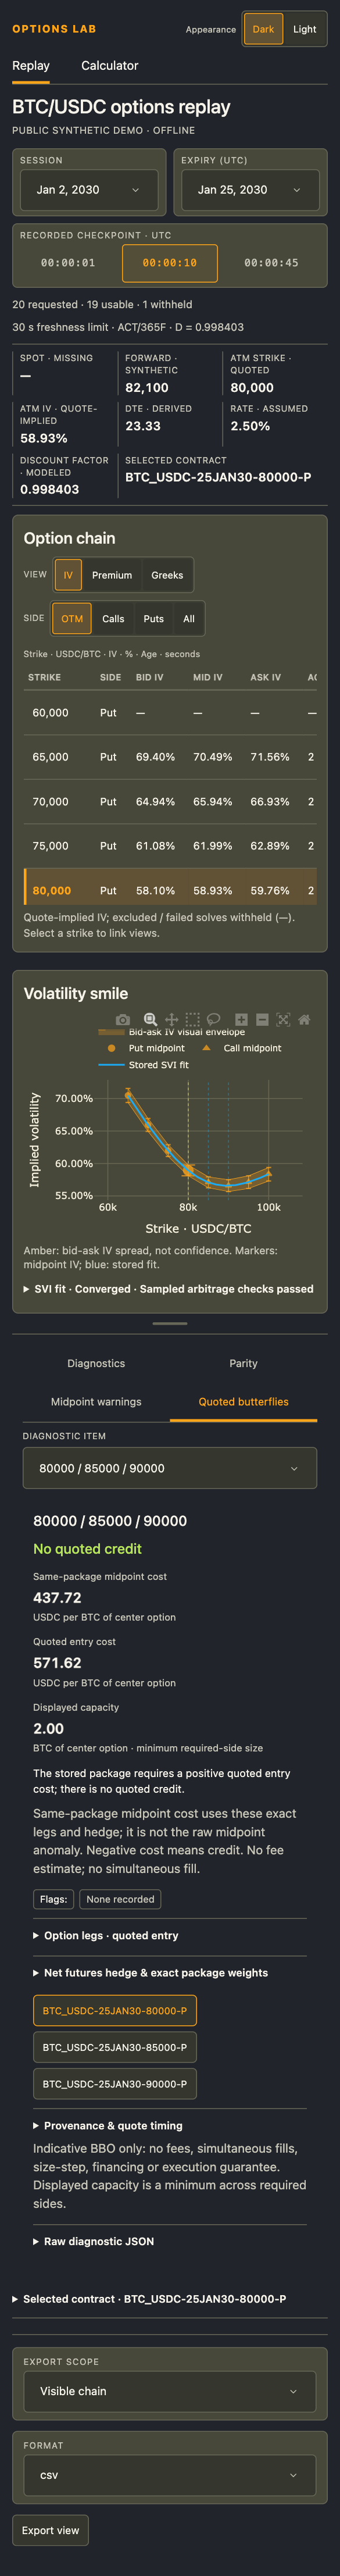 OPTIONS LAB
Appearance
Dark
Light
Replay
Calculator
BTC/USDC options replay
PUBLIC SYNTHETIC DEMO · OFFLINE
SESSION
Jan 2, 2030
EXPIRY (UTC)
Jan 25, 2030
RECORDED CHECKPOINT · UTC
00:00:01
00:00:10
00:00:45
20 requested · 19 usable · 1 withheld
30 s freshness limit · ACT/365F · D = 0.998403
SPOT · MISSING
—
FORWARD ·
SYNTHETIC
82,100
ATM STRIKE ·
QUOTED
80,000
ATM IV · QUOTE-
IMPLIED
58.93%
DTE · DERIVED
23.33
RATE · ASSUMED
2.50%
DISCOUNT FACTOR
· MODELED
0.998403
SELECTED CONTRACT
BTC_USDC-25JAN30-80000-P
Option chain
VIEW
IV
Premium
Greeks
SIDE
OTM
Calls
Puts
All
Strike · USDC/BTC · IV · % · Age · seconds
STRIKE SIDE BID IV MID IV ASK IV
60,000 Put — — — —
65,000 Put 69.40% 70.49% 71.56% 2
70,000 Put 64.94% 65.94% 66.93% 2
75,000 Put 61.08% 61.99% 62.89% 2
80,000 Put 58.10% 58.93% 59.76% 2
Quote-implied IV; excluded / failed solves withheld (—).
Select a strike to link views.
Volatility smile
Bid-ask IV visual envelope
Put midpoint
Call midpoint
Stored SVI fit
Implied volatility
70.00%
65.00%
60.00%
55.00%
60k
80k
100k
Strike · USDC/BTC
Amber: bid-ask IV spread, not confidence. Markers:
midpoint IV; blue: stored fit.
SVI fit · Converged · Sampled arbitrage checks passed
Diagnostics
Parity
Midpoint warnings
Quoted butterflies
DIAGNOSTIC ITEM
80000 / 85000 / 90000
80000 / 85000 / 90000
No quoted credit
Same-package midpoint cost
437.72
USDC per BTC of center option
Quoted entry cost
571.62
USDC per BTC of center option
Displayed capacity
2.00
BTC of center option · minimum required-side size
The stored package requires a positive quoted entry
cost; there is no quoted credit.
Same-package midpoint cost uses these exact
legs and hedge; it is not the raw midpoint
anomaly. Negative cost means credit. No fee
estimate; no simultaneous fill.
Flags:
None recorded
Option legs · quoted entry
Net futures hedge & exact package weights
BTC_USDC-25JAN30-80000-P
BTC_USDC-25JAN30-85000-P
BTC_USDC-25JAN30-90000-P
Provenance & quote timing
Indicative BBO only: no fees, simultaneous fills,
size-step, financing or execution guarantee.
Displayed capacity is a minimum across required
sides.
Raw diagnostic JSON
Selected contract · BTC_USDC-25JAN30-80000-P
EXPORT SCOPE
Visible chain
FORMAT
CSV
Export view